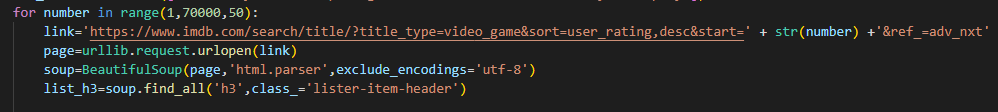 for number in range(1,70000,50):
link='https://www.imdb.com/search/title/?title_type=video_game&sort=user_rating,desc&start=' + str(number) +'&ref_=adv_nxt'
page=urllib.request.urlopen(link)
soup=BeautifulSoup(page,'html.parser',exclude_encodings='utf-8')
list_h3=soup.find_all('h3',class_='lister-item-header')